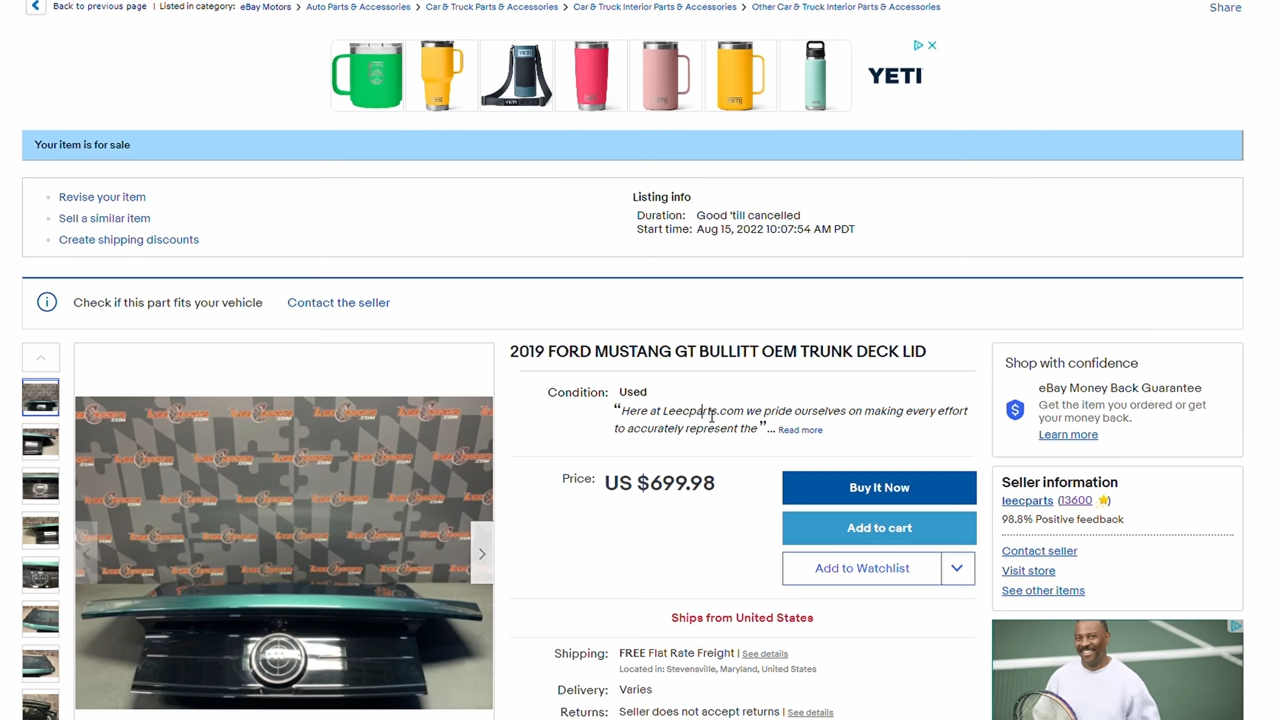 Back to previous page | Listed in category: eBay Motors > Auto Parts & Accessories > Car & Truck Parts & Accessories > Car & Truck Interior Parts & Accessories > Other Car & Truck Interior Parts & Accessories
Share
YETI
Your item is for sale
Revise your item
Sell a similar item
Create shipping discounts
Listing info
Duration: Good 'till cancelled
Start time: Aug 15, 2022 10:07:54 AM PDT
Check if this part fits your vehicle Contact the seller
2019 FORD MUSTANG GT BULLITT OEM TRUNK DECK LID
Condition: Used
“Here at Leecparts.com we pride ourselves on making every effort
to accurately represent the ”... Read more
Price: US $699.98
Buy It Now
Add to cart
Add to Watchlist
Ships from United States
Shipping: FREE Flat Rate Freight | See details
Located in: Stevensville, Maryland, United States
Delivery: Varies
Returns: Seller does not accept returns | See details
Shop with confidence
eBay Money Back Guarantee
Get the item you ordered or get
your money back.
Learn more
Seller information
leecparts (13600)
98.8% Positive feedback
Contact seller
Visit store
See other items